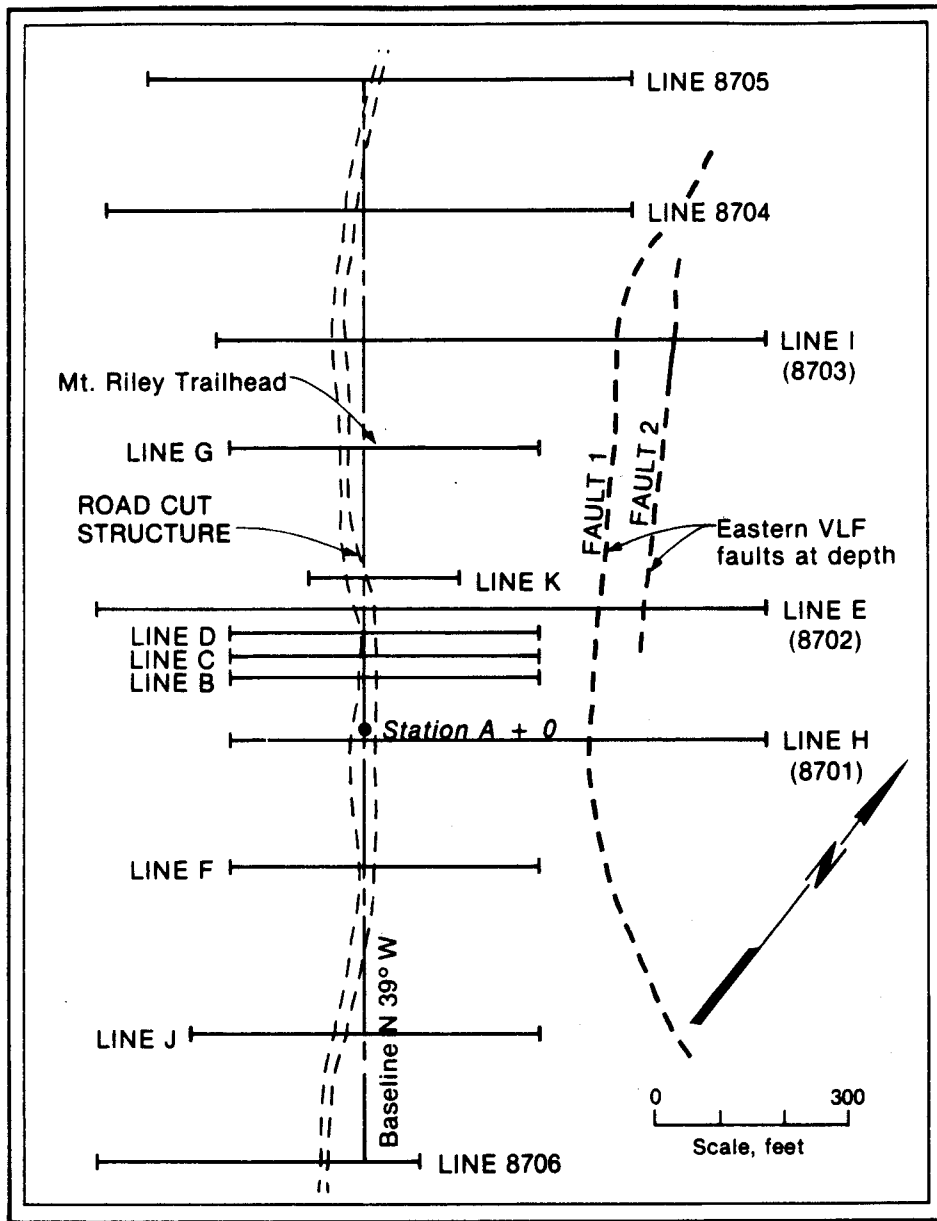 LINE 8705
LINE 8704
LINE I
(8703)
Mt. Riley Trailhead
LINE G
FAULT 1
FAULT 2
ROAD CUT
STRUCTURE
Eastern VLF
faults at depth
LINE K
LINE E
(8702)
LINE D
LINE C
LINE B
Station A + 0
LINE H
(8701)
N
LINE F
Baseline N 39° W
LINE J
0 300
Scale, feet
LINE 8706